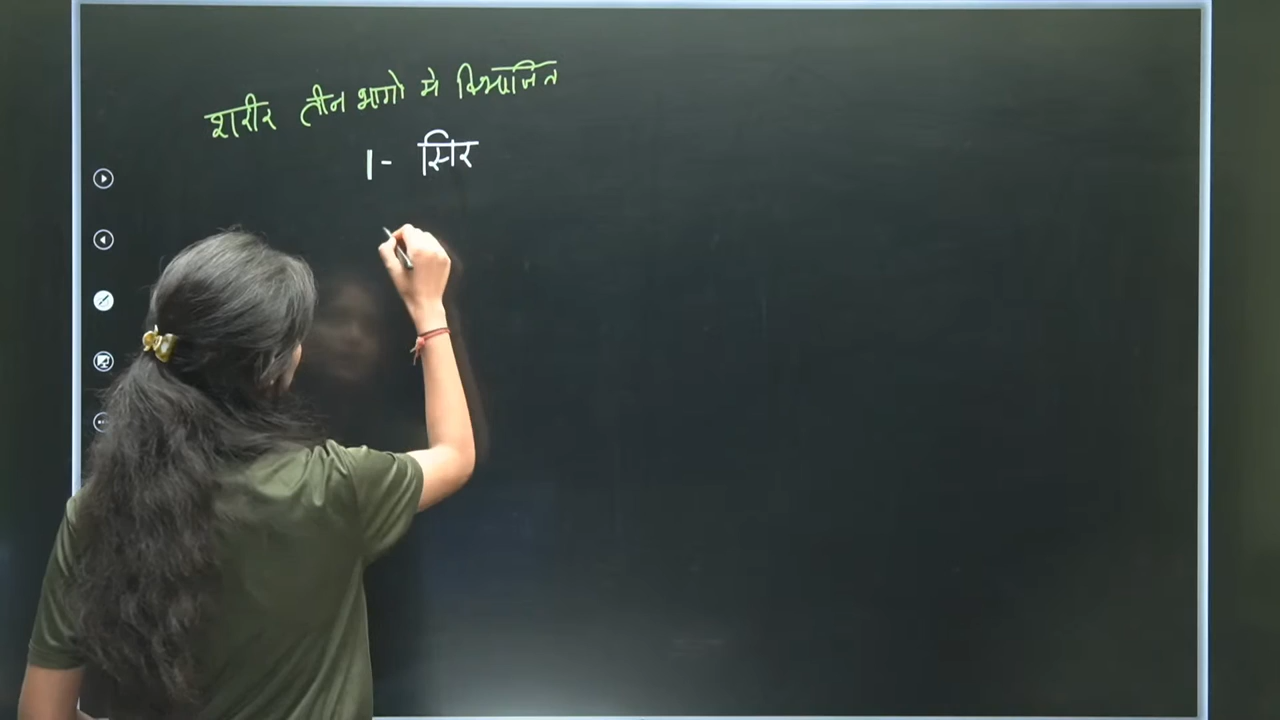 शरीर तीन भागो मे विभाजित
1- सिर